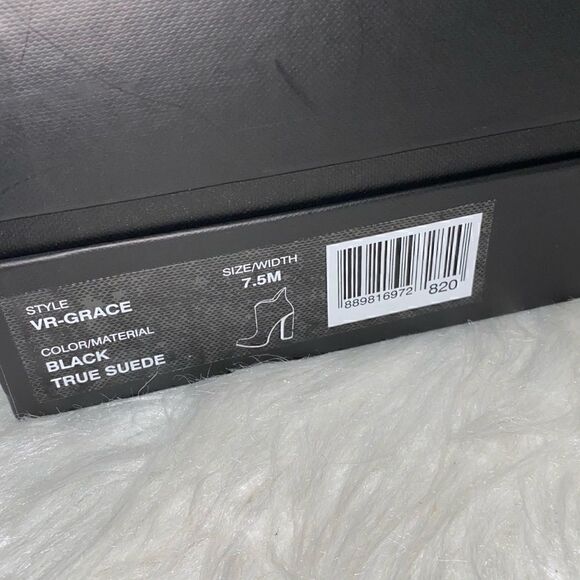 STYLE
VR-GRACE
COLOR/MATERIAL
BLACK
TRUE SUEDE
SIZE/WIDTH
7.5M
889816972 820